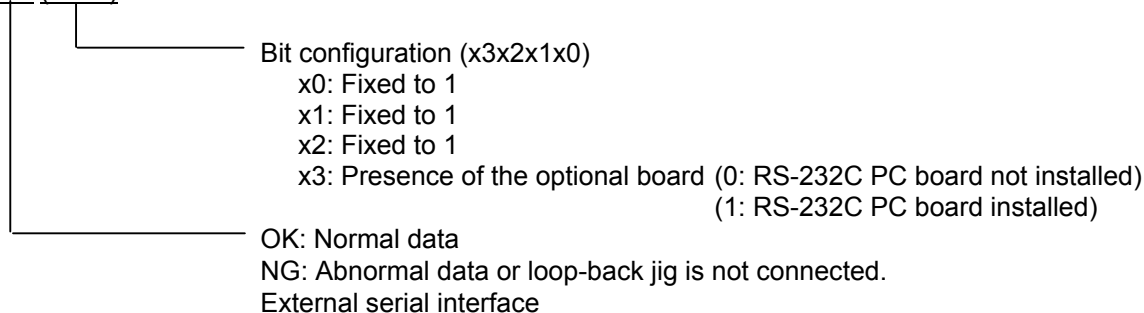 Bit configuration (x3x2x1x0)
x0: Fixed to 1
x1: Fixed to 1
x2: Fixed to 1
x3: Presence of the optional board (0: RS-232C PC board not installed)
(1: RS-232C PC board installed)
OK: Normal data
NG: Abnormal data or loop-back jig is not connected.
External serial interface